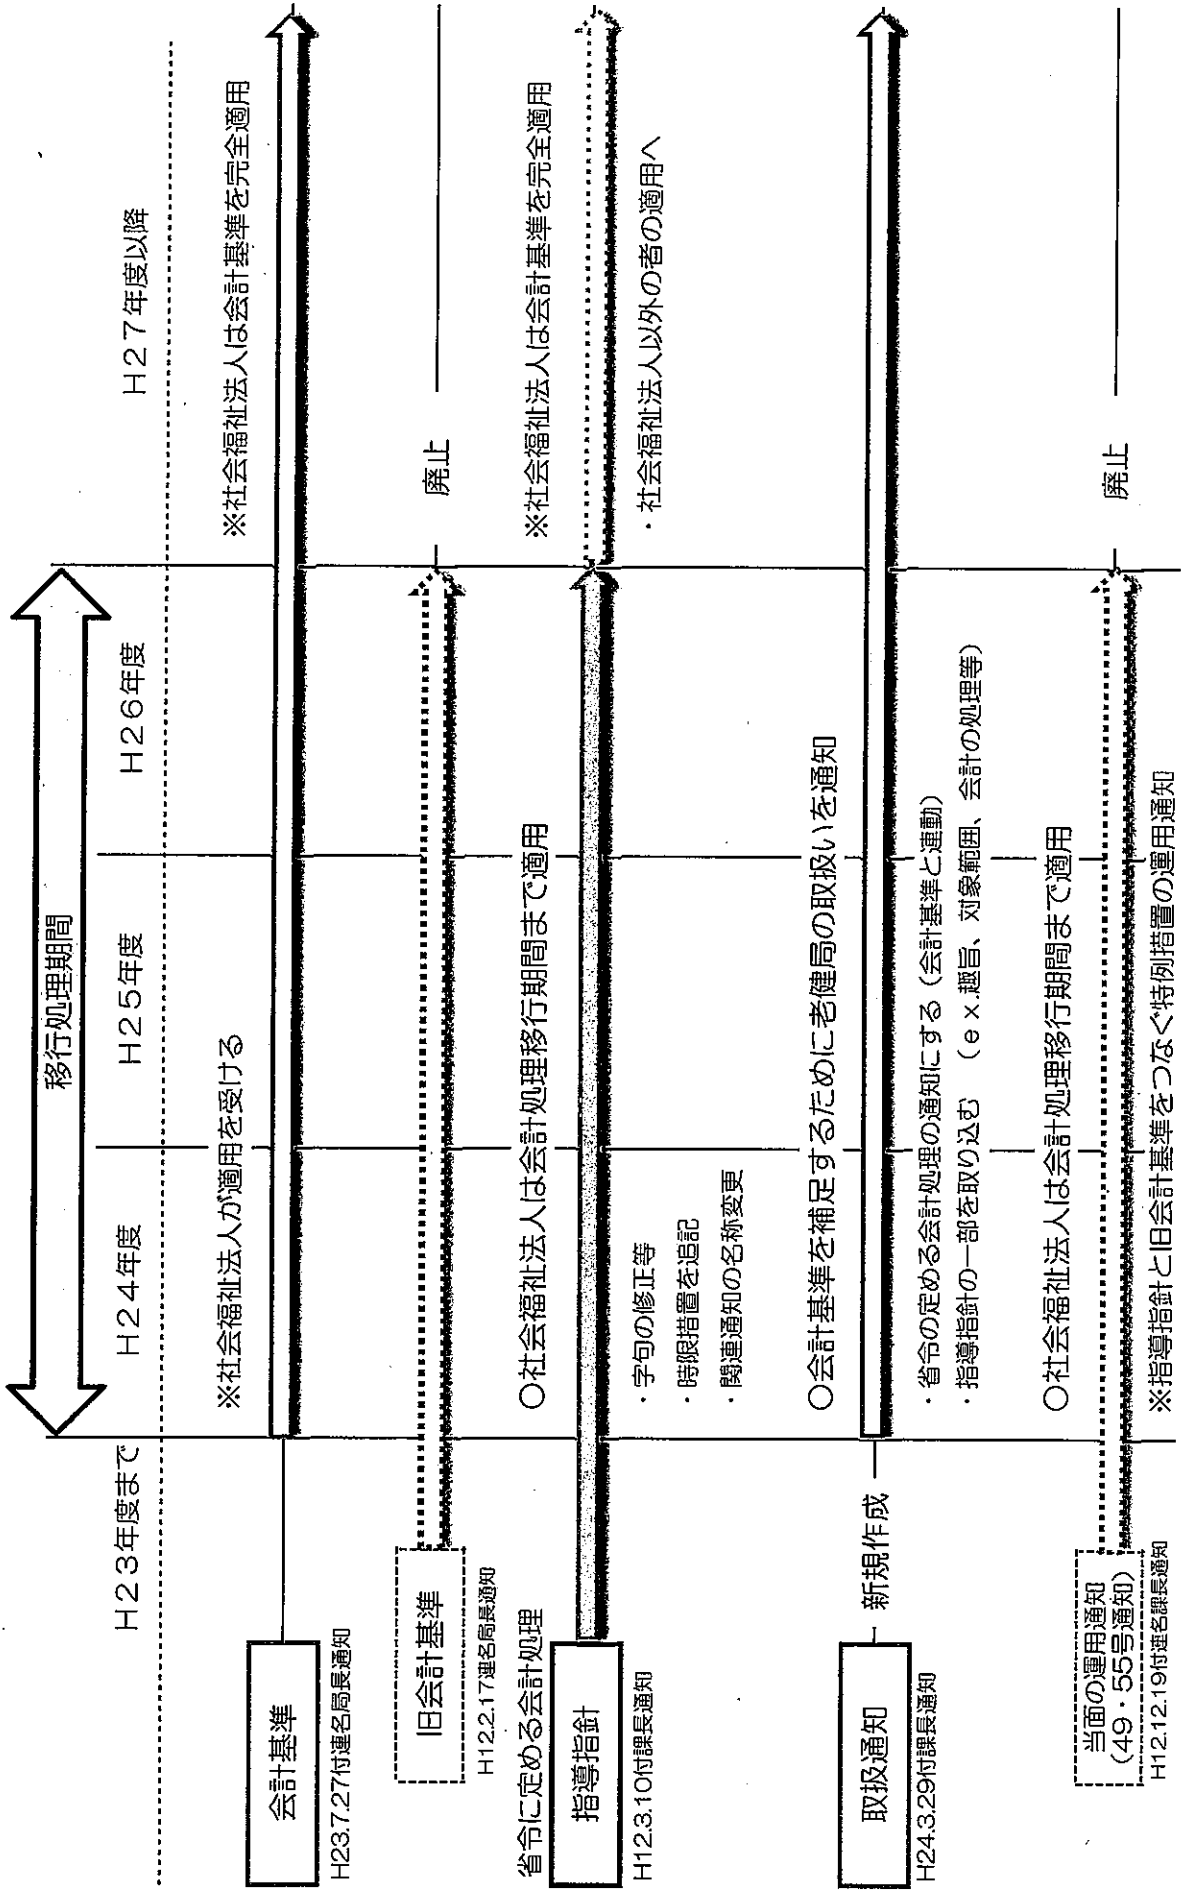 移行処理期間
H23年度まで
H24年度
H25年度
H26年度
H27年度以降
会計基準
H23.7.27付連名局長通知
※社会福祉法人が適用を受ける
※社会福祉法人は会計基準を完全適用
旧会計基準
H12.2.17連名局長通知
廃止
省令に定める会計処理
指導指針
H12.3.10付課長通知
〇社会福祉法人は会計処理移行期間まで適用
※社会福祉法人は会計基準を完全適用
・字句の修正等
・時限措置を追記
・関連通知の名称変更
・社会福祉法人以外の者の適用へ
取扱通知
H24.3.29付課長通知
新規作成
〇会計基準を補足するために老健局の取扱いを通知
・省令の定める会計処理の通知にする（会計基準と連動）
・指導指針の一部を取り込む （ｅｘ.趣旨、対象範囲、会計の処理等）
当面の運用通知
(49・55号通知)
H12.12.19付連名課長通知
〇社会福祉法人は会計処理移行期間まで適用
廃止
※指導指針と旧会計基準をつなぐ特例措置の運用通知